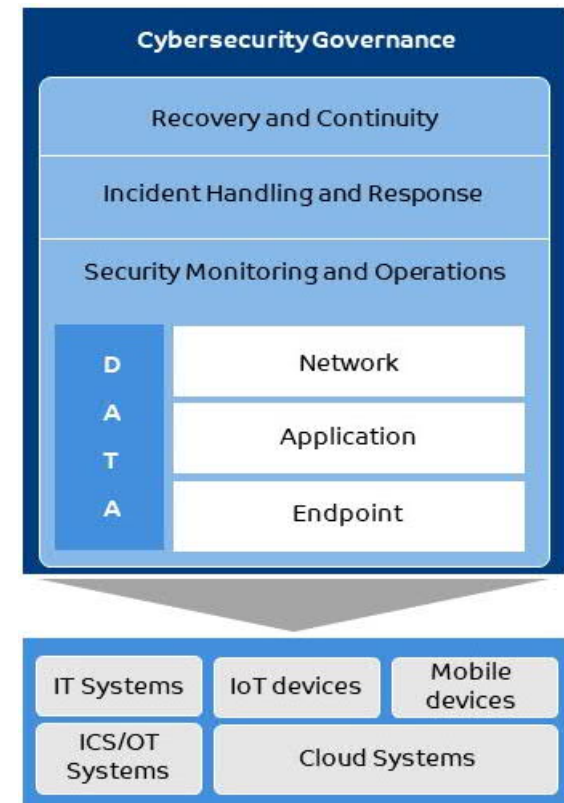 Cybersecurity Governance
Recovery and Continuity
Incident Handling and Response
Security Monitoring and Operations
D
A
T
A
Network
Application
Endpoint
IT Systems
IoT devices
Mobile
devices
ICS/OT
Systems
Cloud Systems